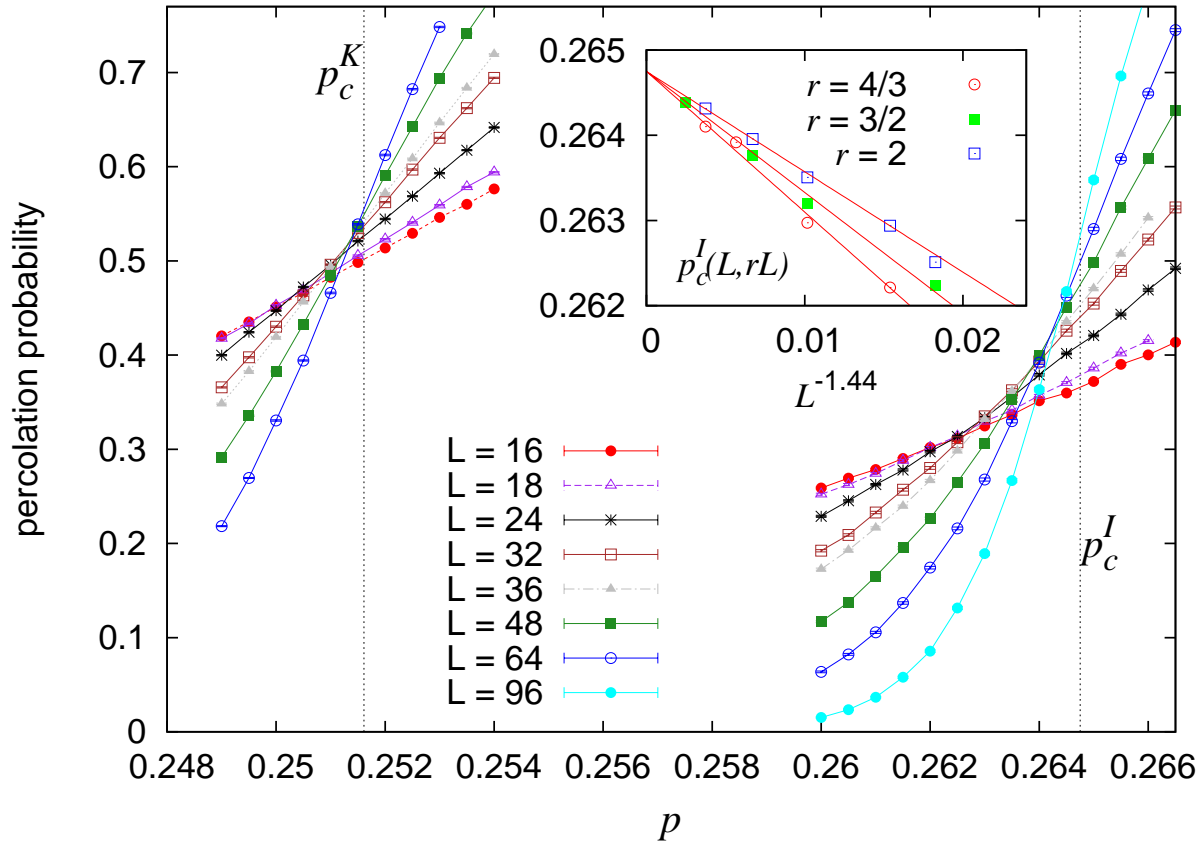 percolation probability
0.7
0.6
0.5
0.4
0.3
0.2
0.1
0
p_c^K
0.265
0.264
0.263
0.262
r = 4/3
r = 3/2
r = 2
p_c^I(L,rL)
0 0.01 0.02
L^-1.44
L = 16
L = 18
L = 24
L = 32
L = 36
L = 48
L = 64
L = 96
p_c^I
0.248 0.25 0.252 0.254 0.256 0.258 0.26 0.262 0.264 0.266
p